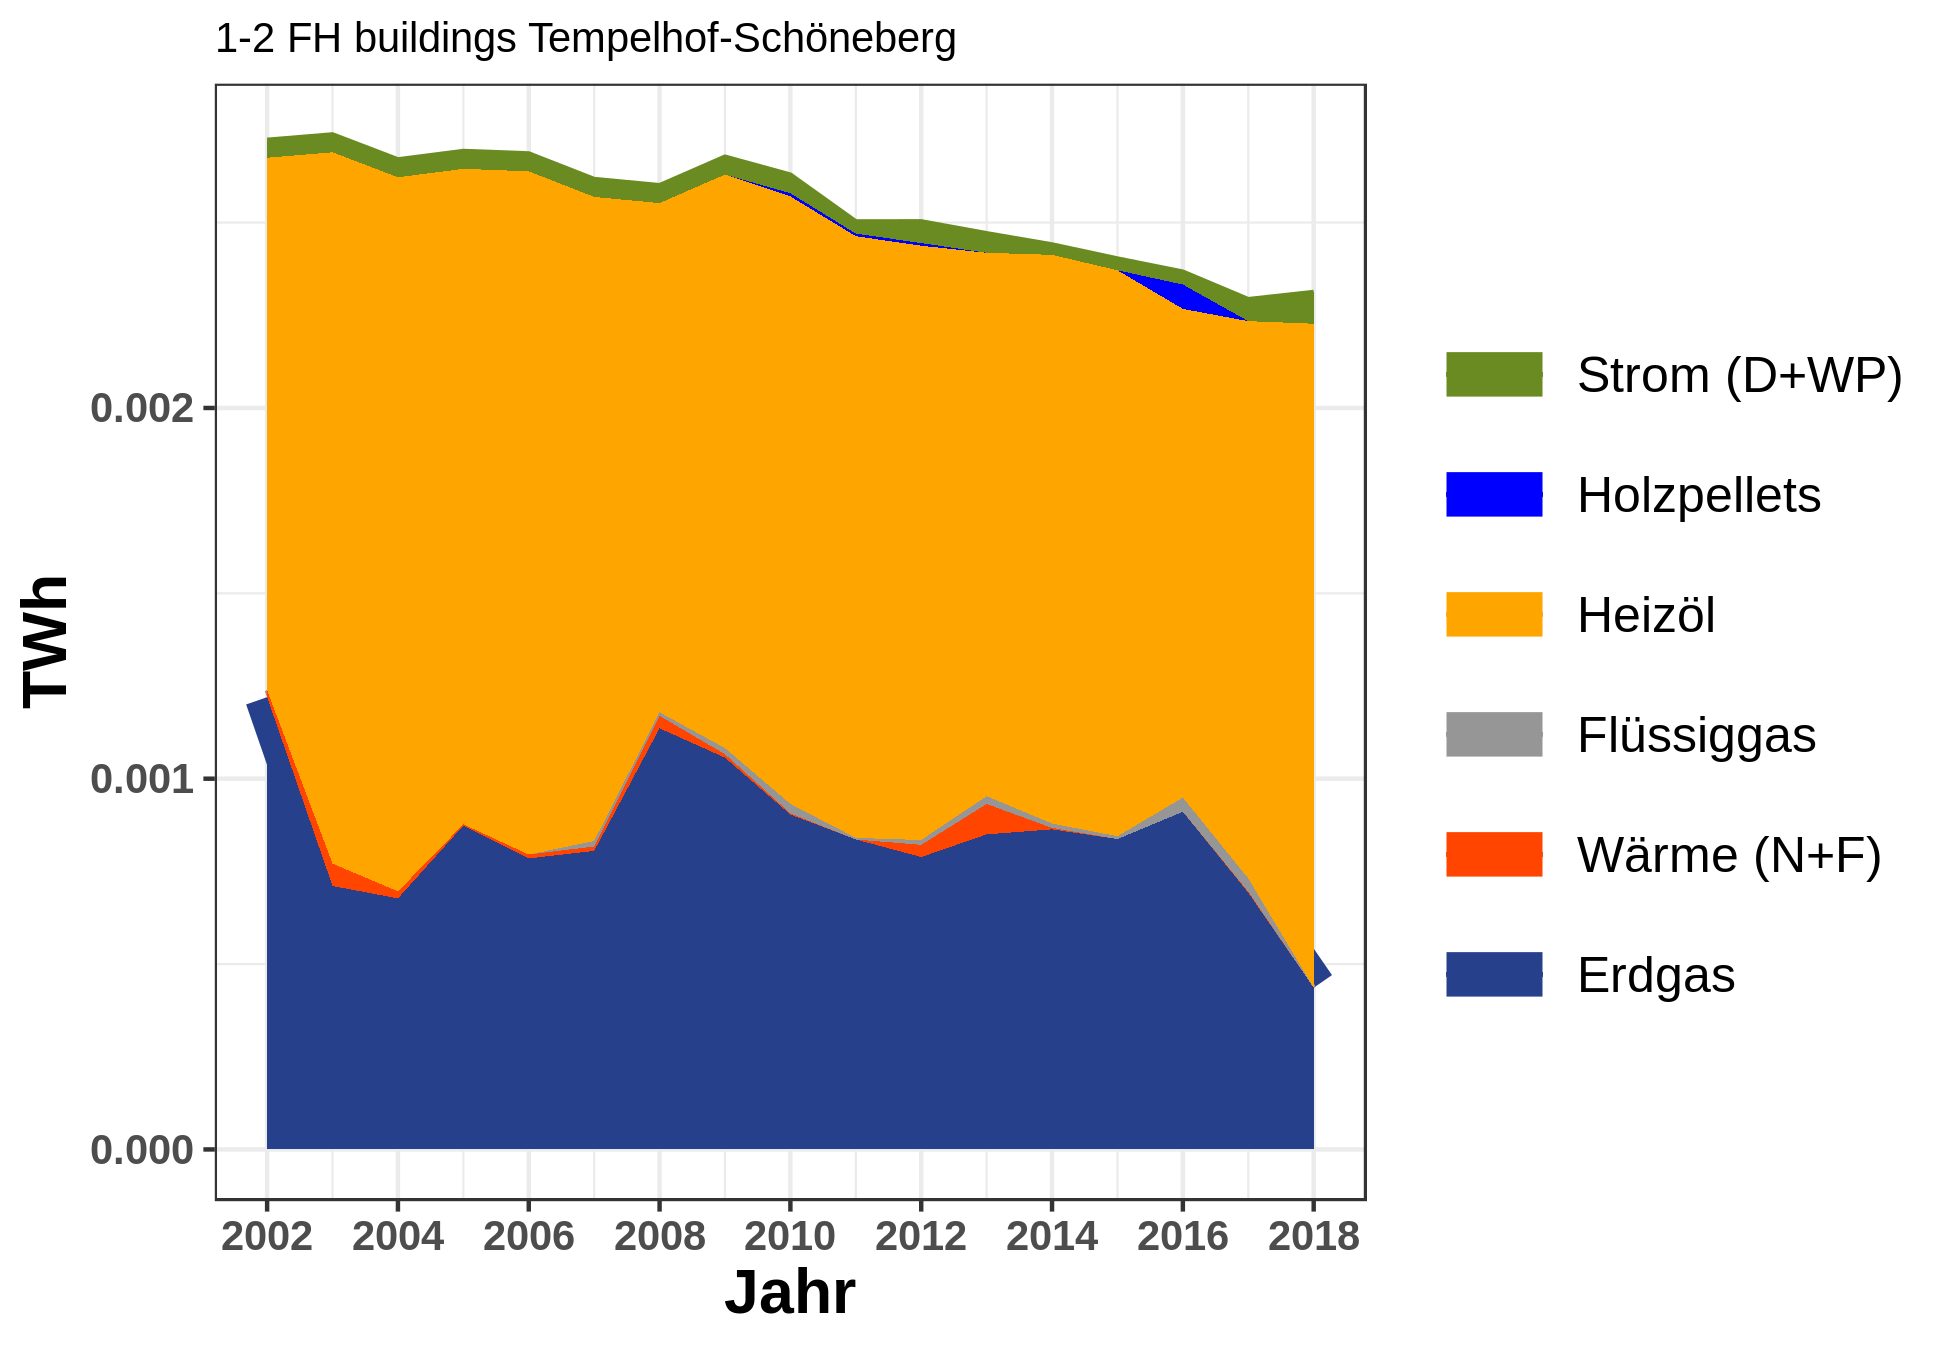 1-2 FH buildings Tempelhof-Schöneberg
TWh
0.002
0.001
0.000
2002 2004 2006 2008 2010 2012 2014 2016 2018
Jahr
Strom (D+WP)
Holzpellets
Heizöl
Flüssiggas
Wärme (N+F)
Erdgas